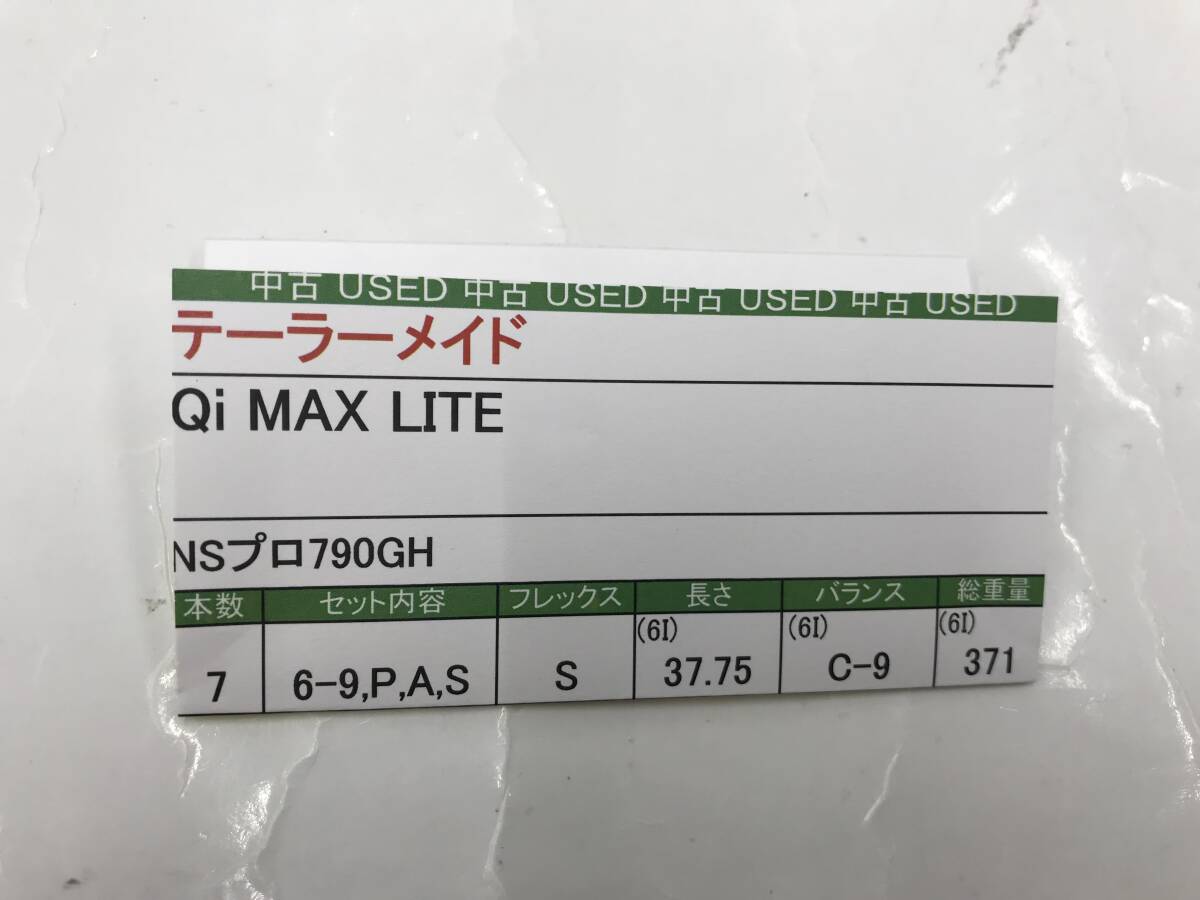 中古 USED 中古 USED 中古 USED 中古 USED
テーラーメイド
Qi MAX LITE
NSプロ790GH
本数 セット内容 フレックス 長さ バランス 総重量
(6I) (6I) (6I)
7 6-9,P,A,S S 37.75 C-9 371